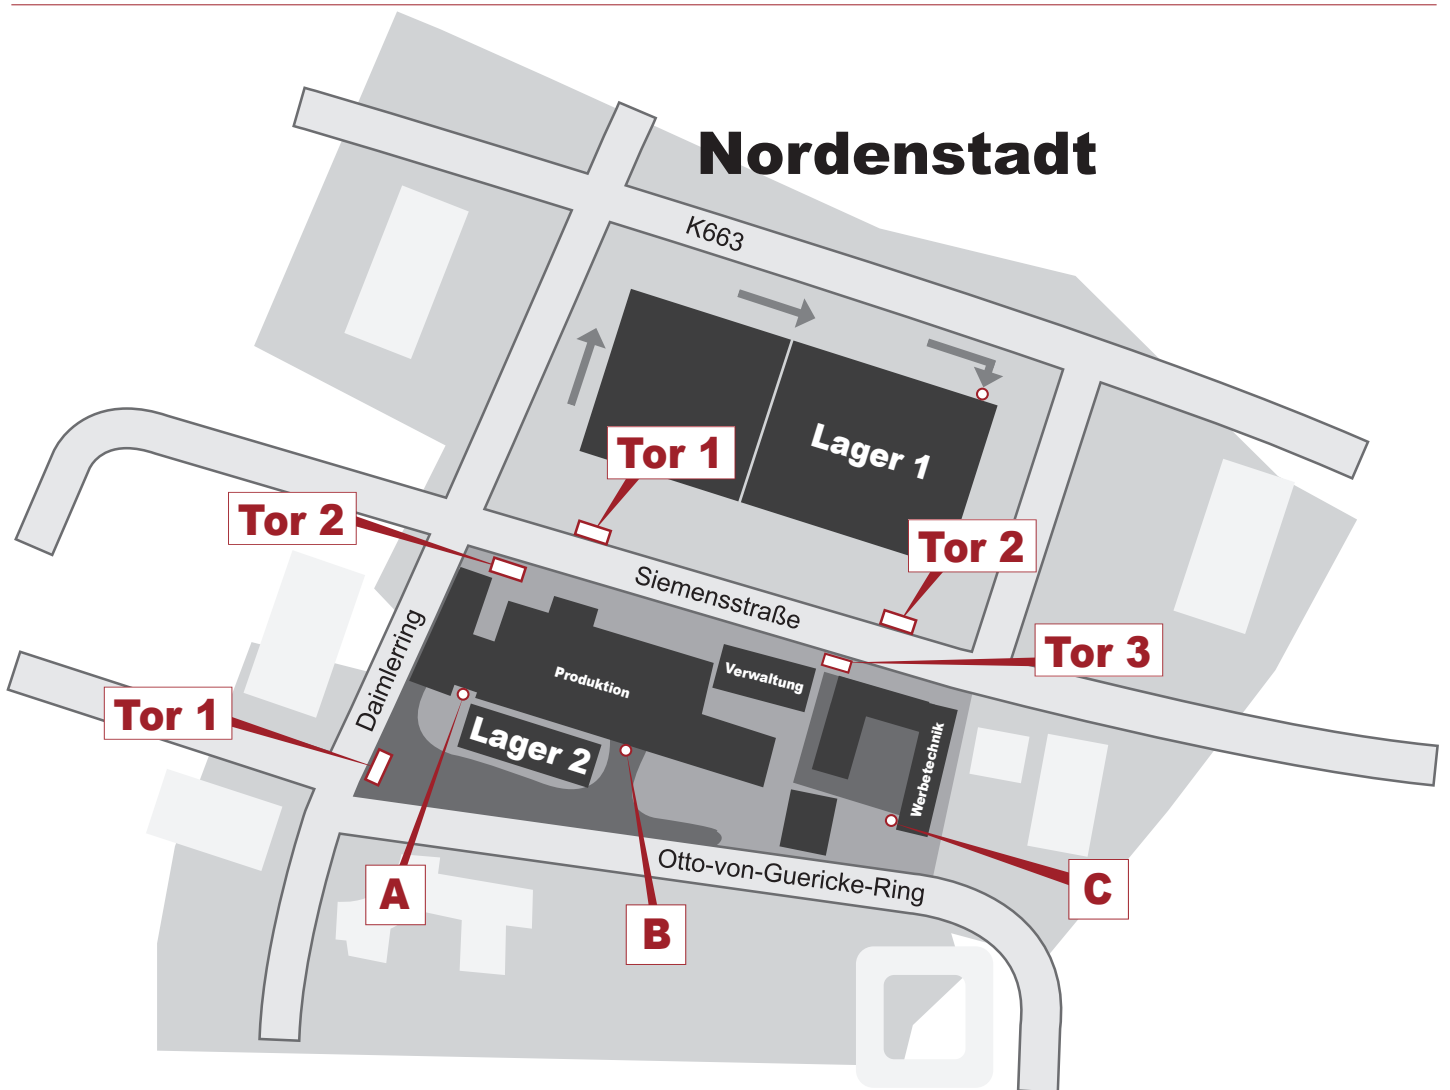 Nordenstadt
K663
Lager 1
Tor 1
Tor 2
Tor 2
Siemensstraße
Tor 3
Daimlerring
Produktion
Verwaltung
Tor 1
Lager 2
Werbetechnik
Otto-von-Guericke-Ring
A
B
C